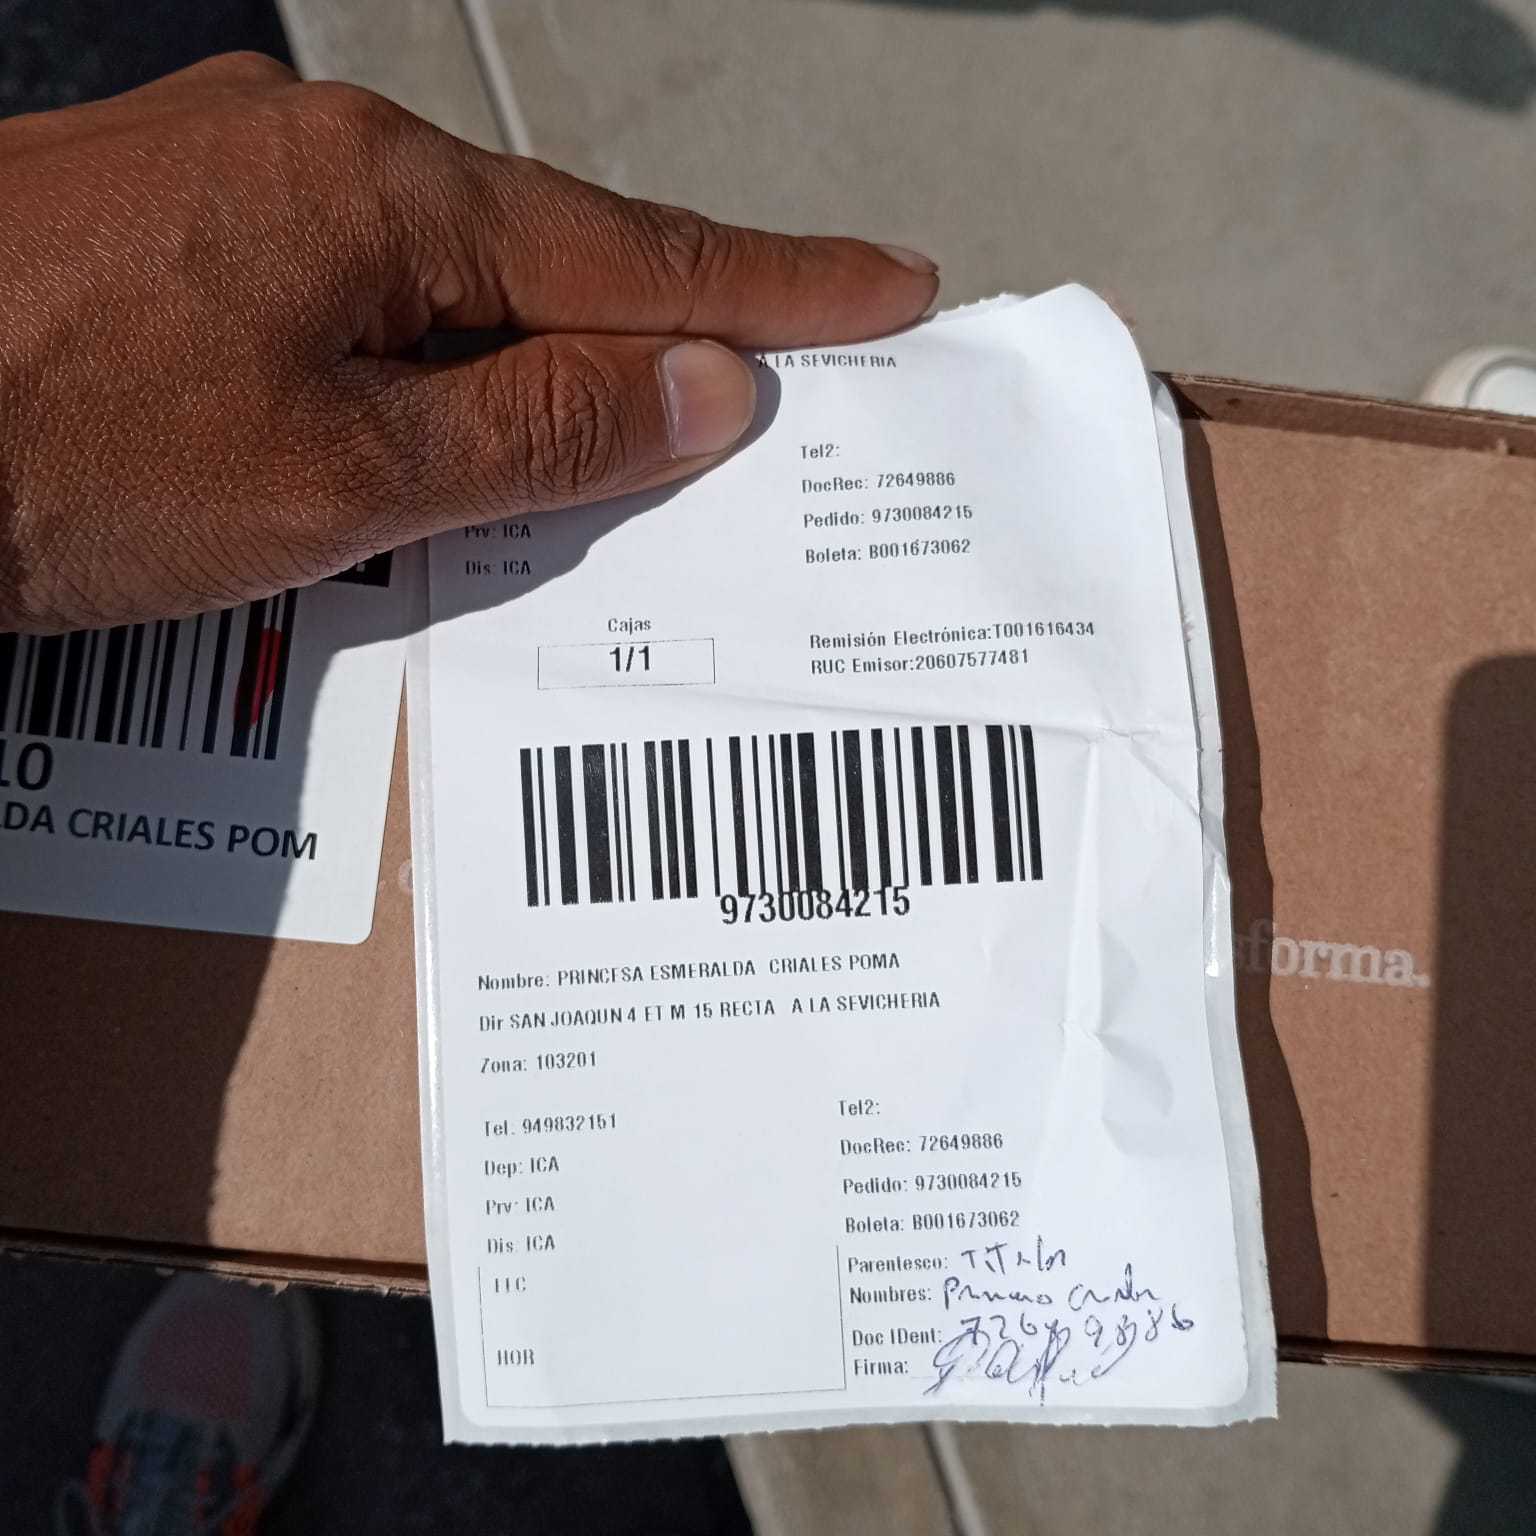 A LA SEVICHERIA
Tel2:
DocRec: 72649886
Pedido: 9730084215
Boleta: B001673062
Prv: ICA
Dis: ICA
Cajas
1/1
Remisión Electrónica:T001616434
RUC Emisor:20607577481
9730084215
Nombre: PRINCESA ESMERALDA CRIALES POMA
Dir SAN JOAQUN 4 ET M 15 RECTA A LA SEVICHERIA
Zona: 103201
Tel: 949832151
Dep: ICA
Prv: ICA
Dis: ICA
Tel2:
DocRec: 72649886
Pedido: 9730084215
Boleta: B001673062
Parentesco: Titular
Nombres:
Doc IDent: 72649886
Firma:
HOR
10
LDA CRIALES POM
sforma.